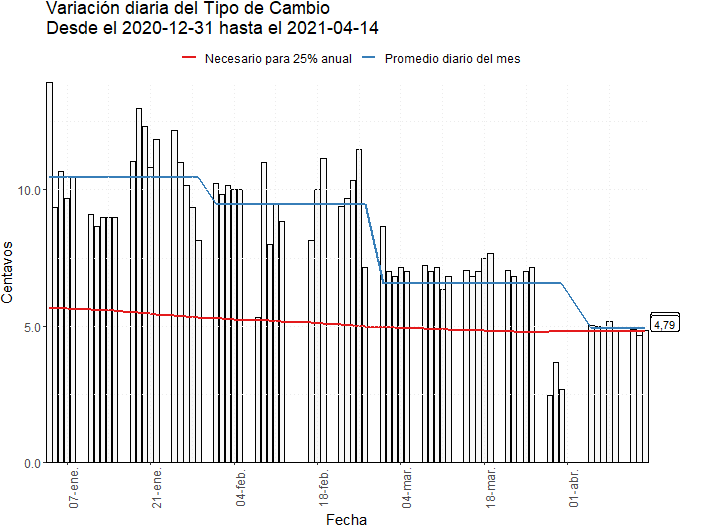 Variación diaria del Tipo de Cambio
Desde el 2020-12-31 hasta el 2021-04-14
Necesario para 25% anual
Promedio diario del mes
Centavos
10.0
5.0
0.0
4,79
07-ene.
21-ene.
04-feb.
18-feb.
04-mar.
18-mar.
01-abr.
Fecha